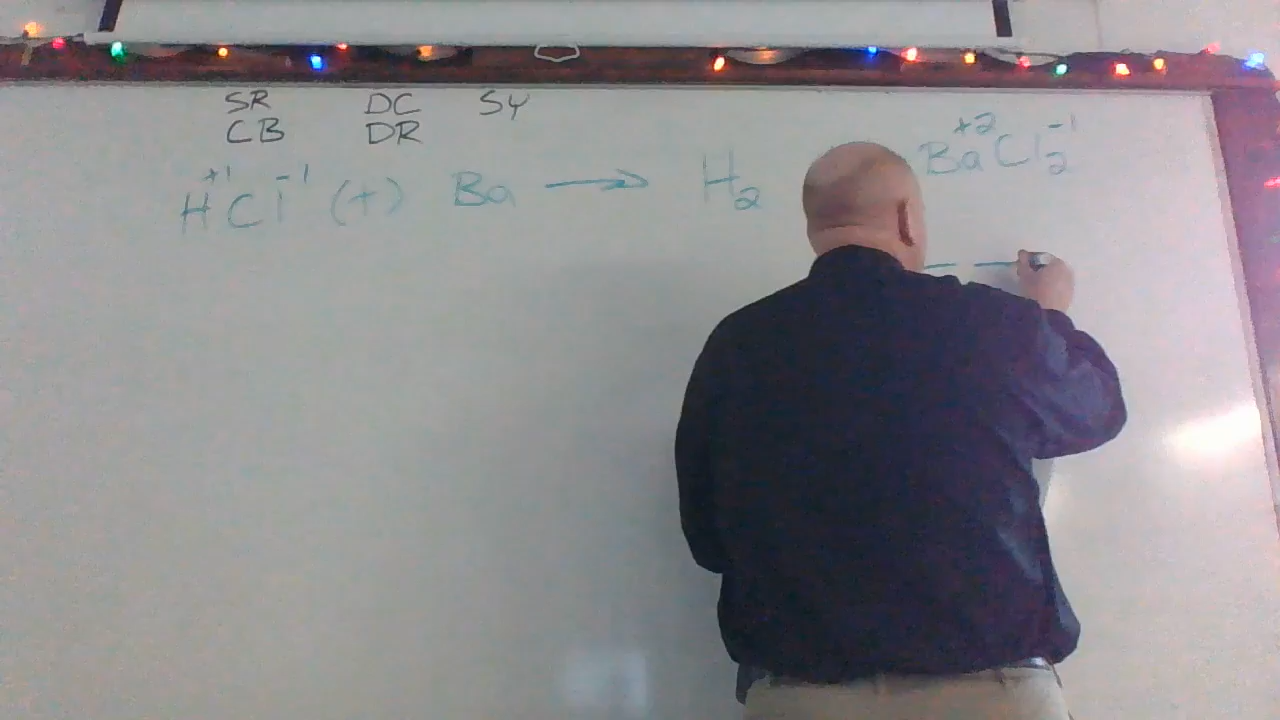 SR DC SY
CB DR
+1 -1 +2 -1
HCl (+) Ba → H2 BaCl2